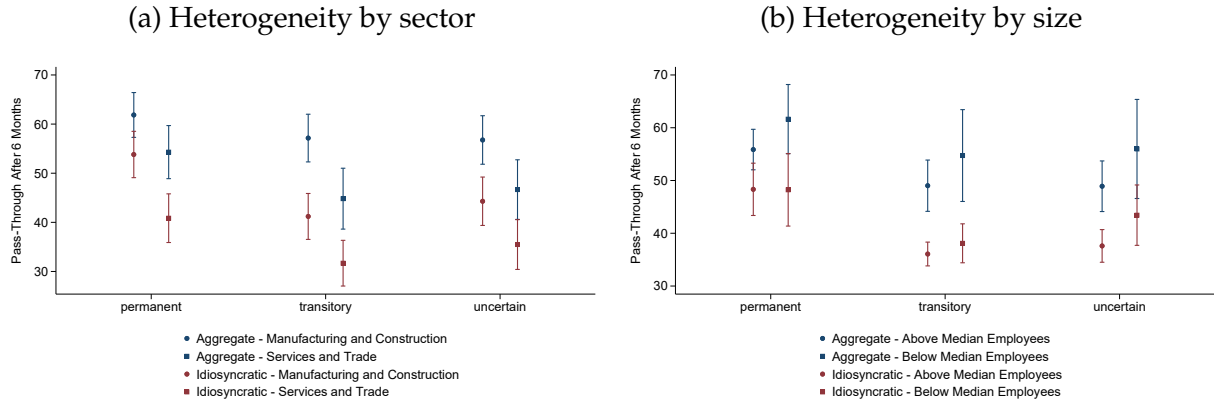 (a) Heterogeneity by sector
70
60
50
40
30
Pass-Through After 6 Months
permanent
transitory
uncertain
Aggregate - Manufacturing and Construction
Aggregate - Services and Trade
Idiosyncratic - Manufacturing and Construction
Idiosyncratic - Services and Trade
(b) Heterogeneity by size
70
60
50
40
30
Pass-Through After 6 Months
permanent
transitory
uncertain
Aggregate - Above Median Employees
Aggregate - Below Median Employees
Idiosyncratic - Above Median Employees
Idiosyncratic - Below Median Employees